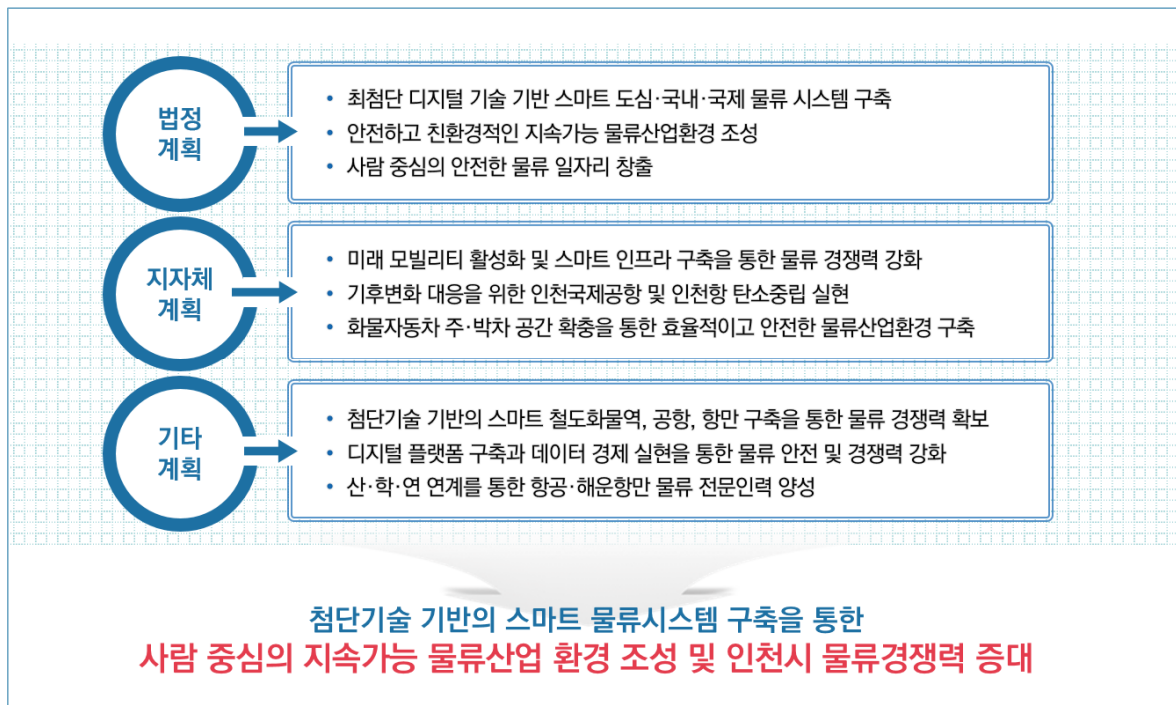 법정
계획
• 최첨단 디지털 기술 기반 스마트 도심·국내·국제 물류 시스템 구축
• 안전하고 친환경적인 지속가능 물류산업환경 조성
• 사람 중심의 안전한 물류 일자리 창출
지자체
계획
• 미래 모빌리티 활성화 및 스마트 인프라 구축을 통한 물류 경쟁력 강화
• 기후변화 대응을 위한 인천국제공항 및 인천항 탄소중립 실현
• 화물자동차 주·박차 공간 확충을 통한 효율적이고 안전한 물류산업환경 구축
기타
계획
• 첨단기술 기반의 스마트 철도화물역, 공항, 항만 구축을 통한 물류 경쟁력 확보
• 디지털 플랫폼 구축과 데이터 경제 실현을 통한 물류 안전 및 경쟁력 강화
• 산·학·연 연계를 통한 항공·해운항만 물류 전문인력 양성
첨단기술 기반의 스마트 물류시스템 구축을 통한
사람 중심의 지속가능 물류산업 환경 조성 및 인천시 물류경쟁력 증대